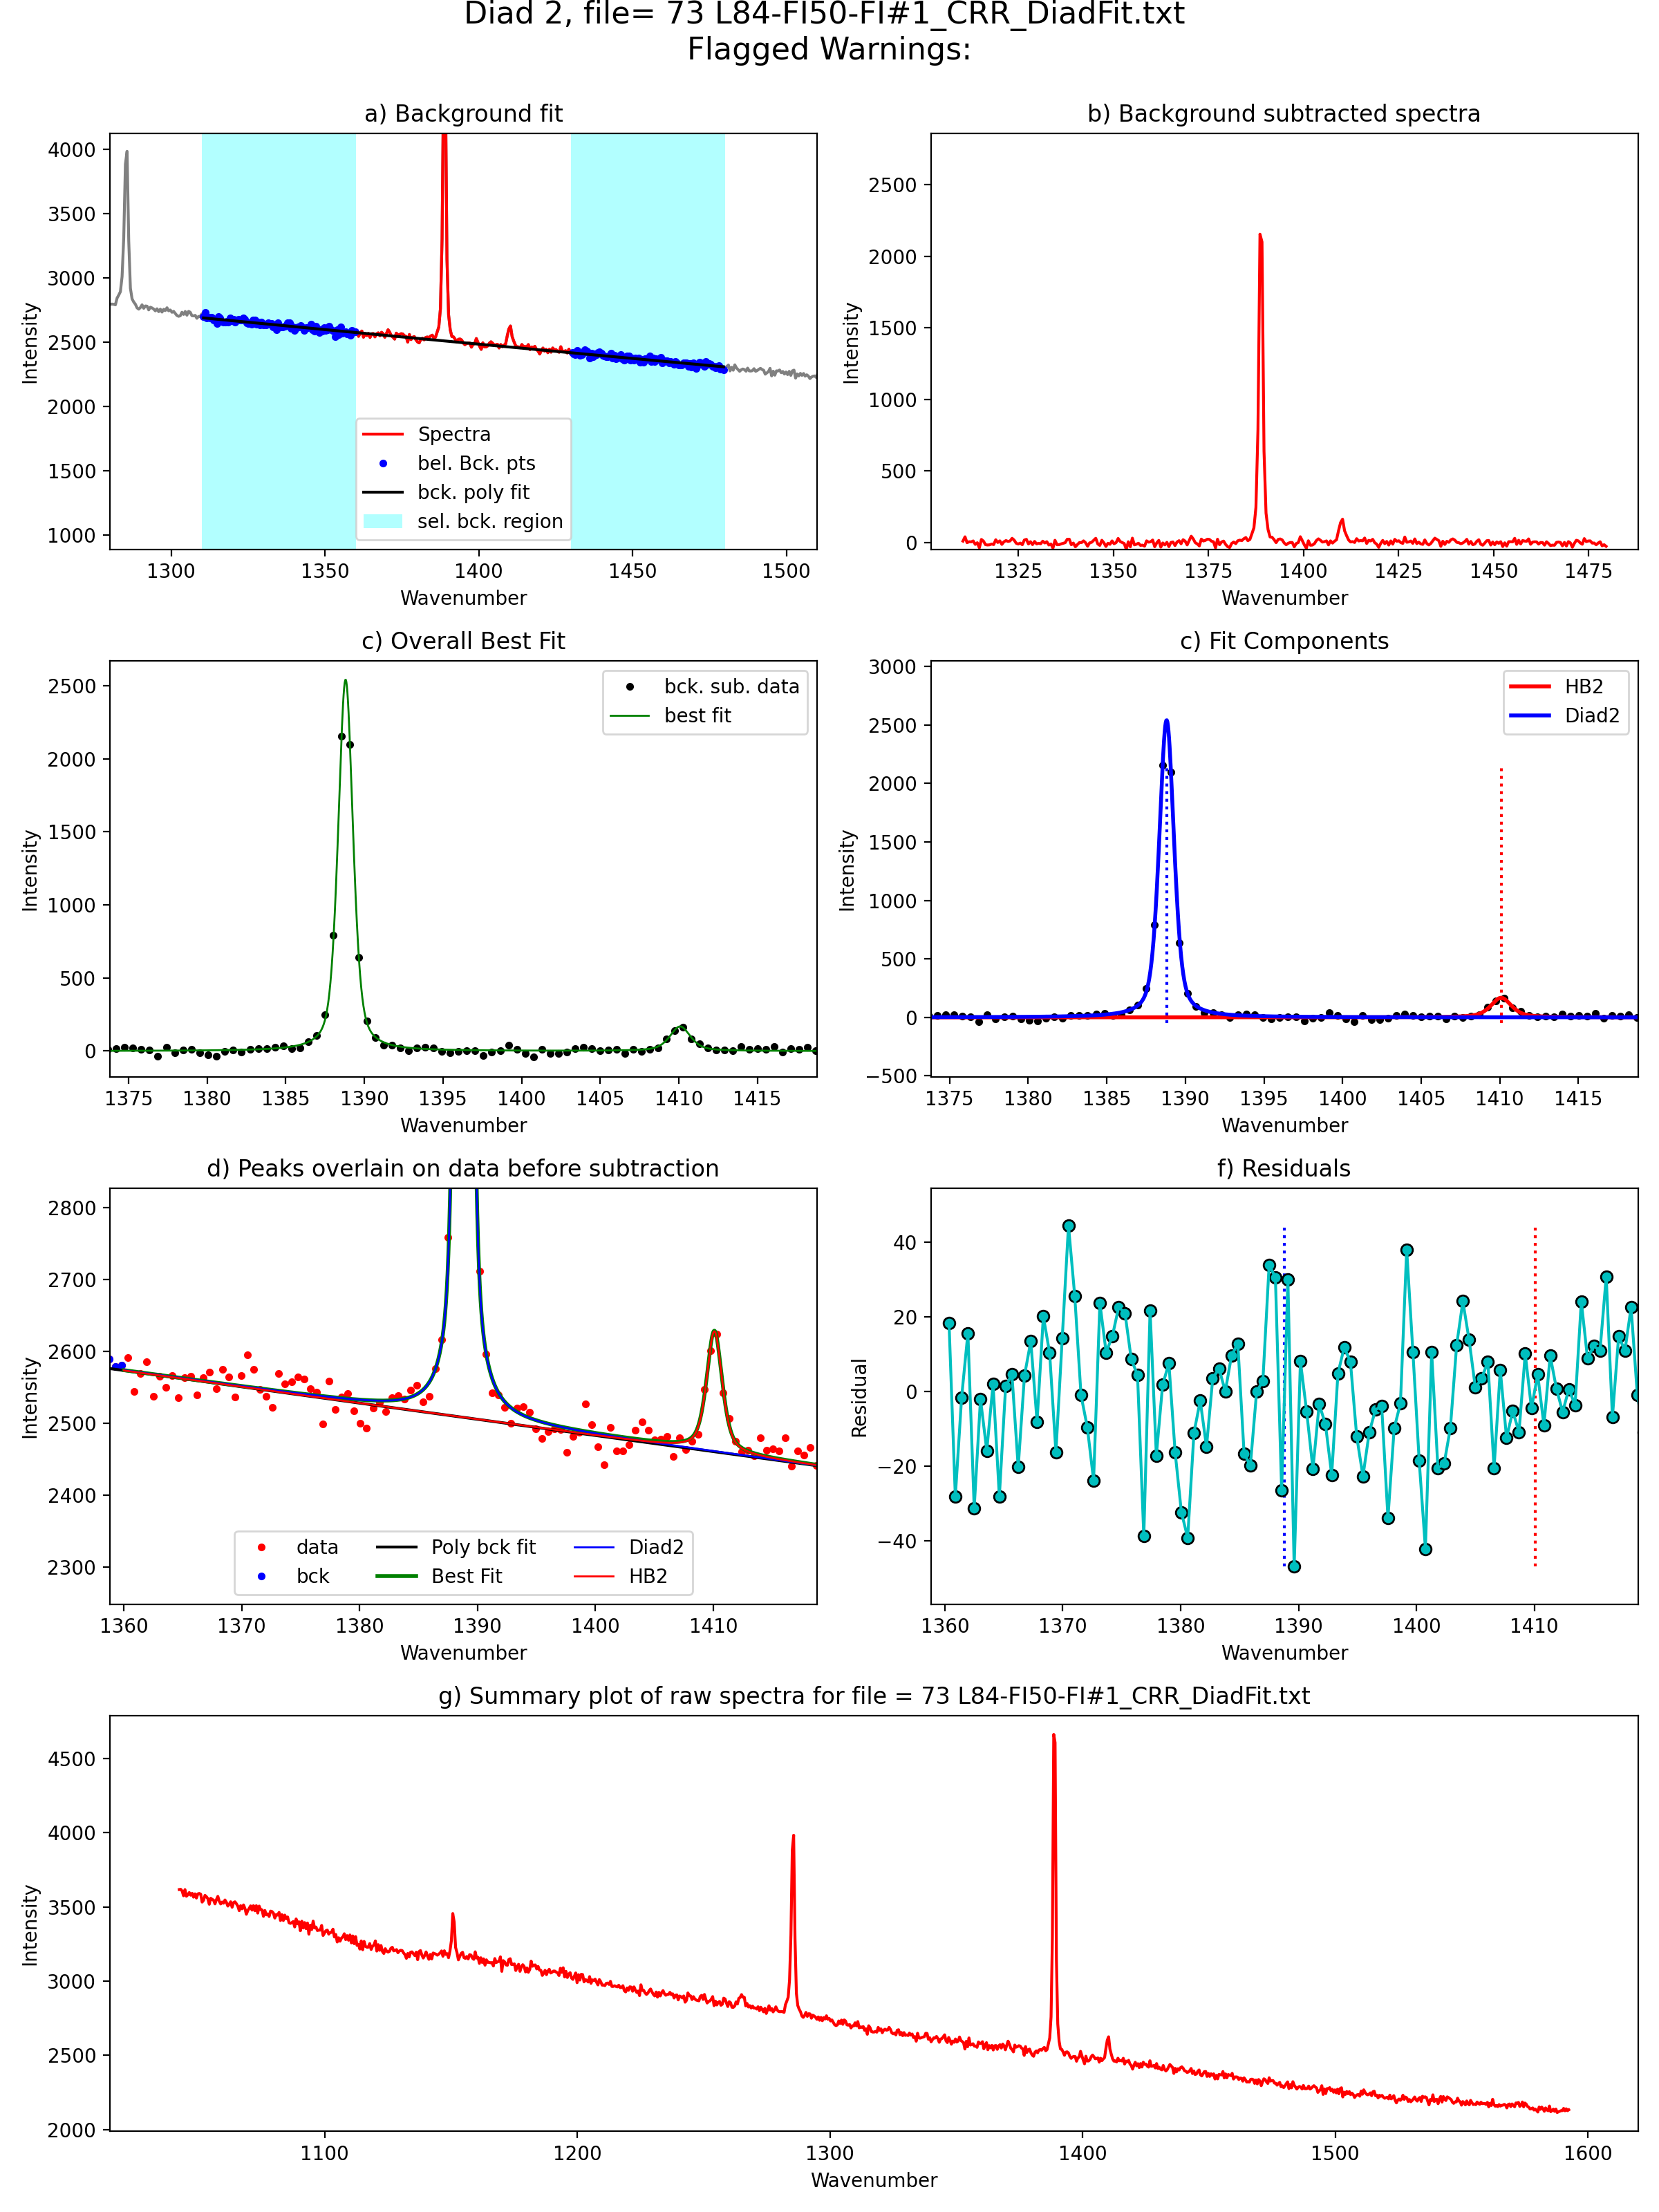 Diad 2, file= 73 L84-FI50-FI#1_CRR_DiadFit.txt
Flagged Warnings:
a) Background fit
4000
3500
3000
2500
2000
1500
1000
Intensity
Spectra
bel. Bck. pts
bck. poly fit
sel. bck. region
1300 1350 1400 1450 1500
Wavenumber
b) Background subtracted spectra
2500
2000
1500
1000
500
0
Intensity
1325 1350 1375 1400 1425 1450 1475
Wavenumber
c) Overall Best Fit
2500
2000
1500
1000
500
0
Intensity
bck. sub. data
best fit
1375 1380 1385 1390 1395 1400 1405 1410 1415
Wavenumber
c) Fit Components
3000
2500
2000
1500
1000
500
0
−500
Intensity
HB2
Diad2
1375 1380 1385 1390 1395 1400 1405 1410 1415
Wavenumber
d) Peaks overlain on data before subtraction
2800
2700
2600
2500
2400
2300
Intensity
data
bck
Poly bck fit
Best Fit
Diad2
HB2
1360 1370 1380 1390 1400 1410
Wavenumber
f) Residuals
40
20
0
−20
−40
Residual
1360 1370 1380 1390 1400 1410
Wavenumber
g) Summary plot of raw spectra for file = 73 L84-FI50-FI#1_CRR_DiadFit.txt
4500
4000
3500
3000
2500
2000
Intensity
1100 1200 1300 1400 1500 1600
Wavenumber